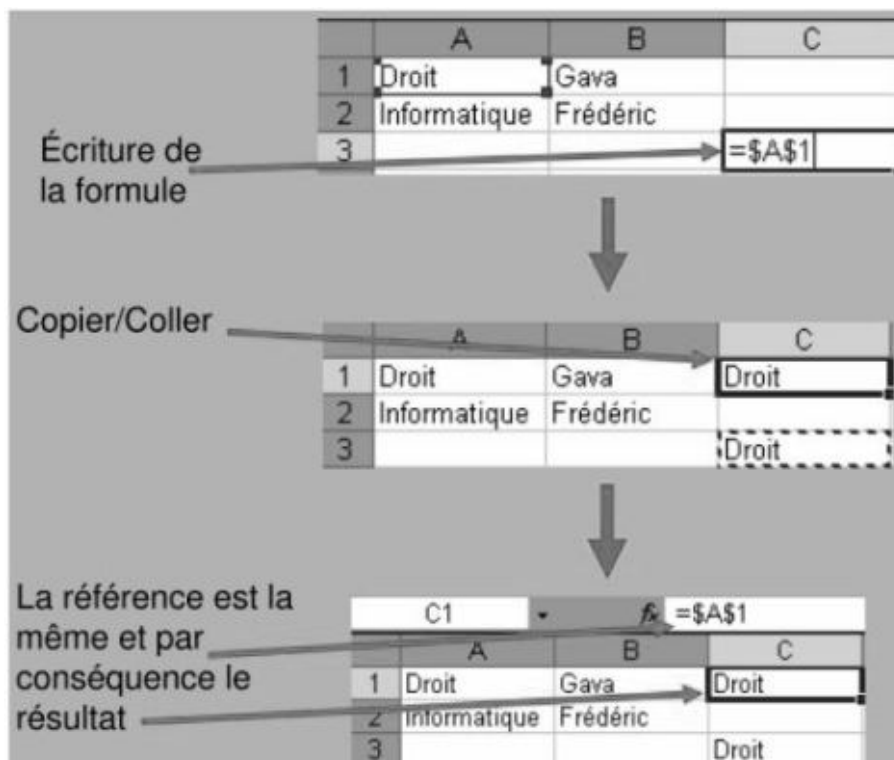 A B C
1 Droit Gava
2 Informatique Frédéric
Écriture de
la formule
3 =$A$1
Copier/Coller
A B C
1 Droit Gava Droit
2 Informatique Frédéric
3 Droit
La référence est la
même et par
conséquence le
résultat
C1 fx =$A$1
A B C
1 Droit Gava Droit
2 Informatique Frédéric
3 Droit